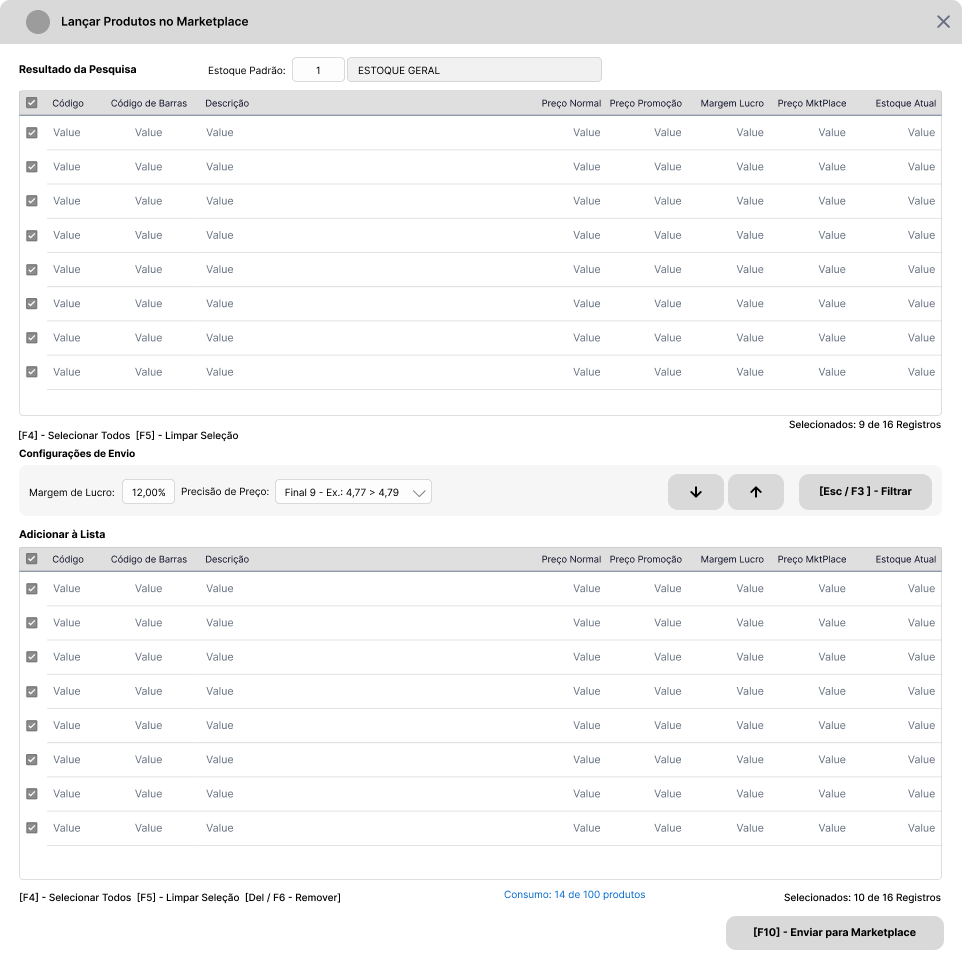 Lançar Produtos no Marketplace
Resultado da Pesquisa Estoque Padrão: 1 ESTOQUE GERAL
Código Código de Barras Descrição Preço Normal Preço Promoção Margem Lucro Preço MktPlace Estoque Atual
Value Value Value Value Value Value Value Value
Value Value Value Value Value Value Value Value
Value Value Value Value Value Value Value Value
Value Value Value Value Value Value Value Value
Value Value Value Value Value Value Value Value
Value Value Value Value Value Value Value Value
Value Value Value Value Value Value Value Value
Value Value Value Value Value Value Value Value
Selecionados: 9 de 16 Registros
[F4] - Selecionar Todos [F5] - Limpar Seleção
Configurações de Envio
Margem de Lucro: 12,00% Precisão de Preço: Final 9 - Ex.: 4,77 > 4,79 [Esc / F3 ] - Filtrar
Adicionar à Lista
Código Código de Barras Descrição Preço Normal Preço Promoção Margem Lucro Preço MktPlace Estoque Atual
Value Value Value Value Value Value Value Value
Value Value Value Value Value Value Value Value
Value Value Value Value Value Value Value Value
Value Value Value Value Value Value Value Value
Value Value Value Value Value Value Value Value
Value Value Value Value Value Value Value Value
Value Value Value Value Value Value Value Value
Value Value Value Value Value Value Value Value
[F4] - Selecionar Todos [F5] - Limpar Seleção [Del / F6 - Remover] Consumo: 14 de 100 produtos Selecionados: 10 de 16 Registros
[F10] - Enviar para Marketplace